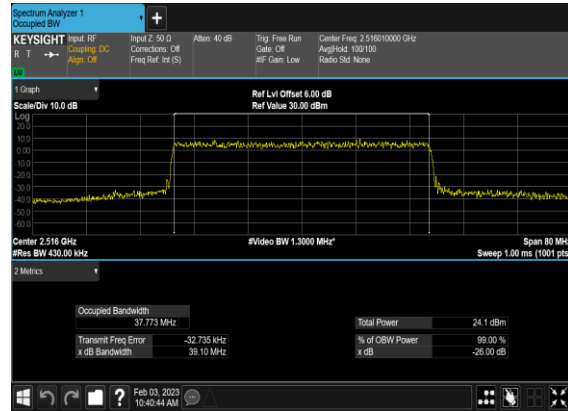 Spectrum Analyzer 1
Occupied BW
KEYSIGHT Input: RF Input Z: 50 Ω Atten: 40 dB Trig: Free Run Center Freq: 2.516010000 GHz
R T Coupling: DC Corrections: Off Gate: Off Avg|Hold: 100/100
Align: Off Freq Ref: Int (S) #IF Gain: Low Radio Std: None
LW
1 Graph
Ref Lvl Offset 6.00 dB
Scale/Div 10.0 dB Ref Value 30.00 dBm
Log
20.0
10.0
0.00
-10.0
-20.0
-30.0
-40.0
-50.0
-60.0
Center 2.516 GHz #Video BW 1.3000 MHz* Span 80 MHz
#Res BW 430.00 kHz Sweep 1.00 ms (1001 pts
2 Metrics
Occupied Bandwidth
37.773 MHz Total Power 24.1 dBm
Transmit Freq Error -32.735 kHz % of OBW Power 99.00 %
x dB Bandwidth 39.10 MHz x dB -26.00 dB
? Feb 03, 2023
10:40:44 AM